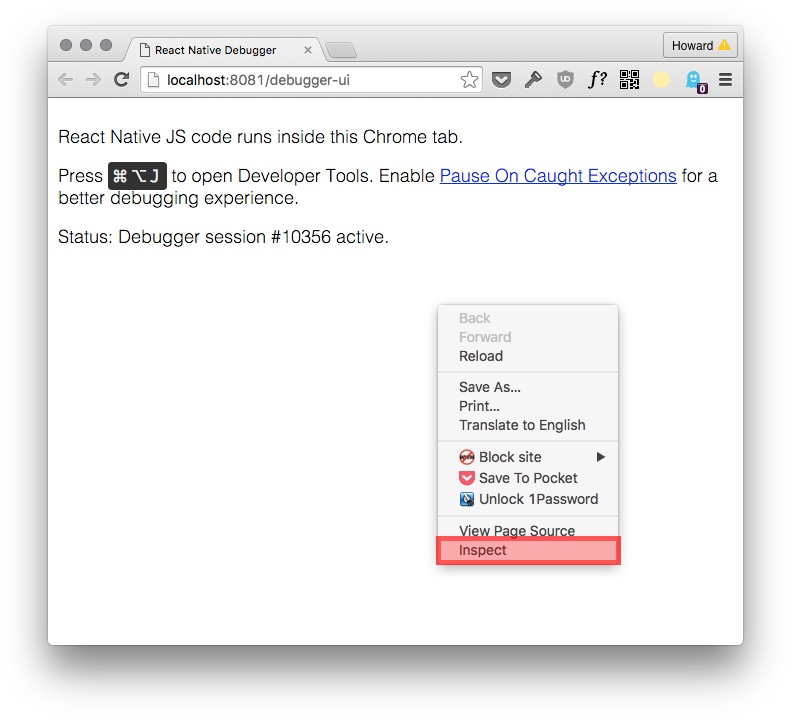 React Native Debugger
Howard
localhost:8081/debugger-ui
f?
0
React Native JS code runs inside this Chrome tab.
Press ⌘⌥J to open Developer Tools. Enable Pause On Caught Exceptions for a
better debugging experience.
Status: Debugger session #10356 active.
Back
Forward
Reload
Save As...
Print...
Translate to English
Block site
Save To Pocket
Unlock 1Password
View Page Source
Inspect